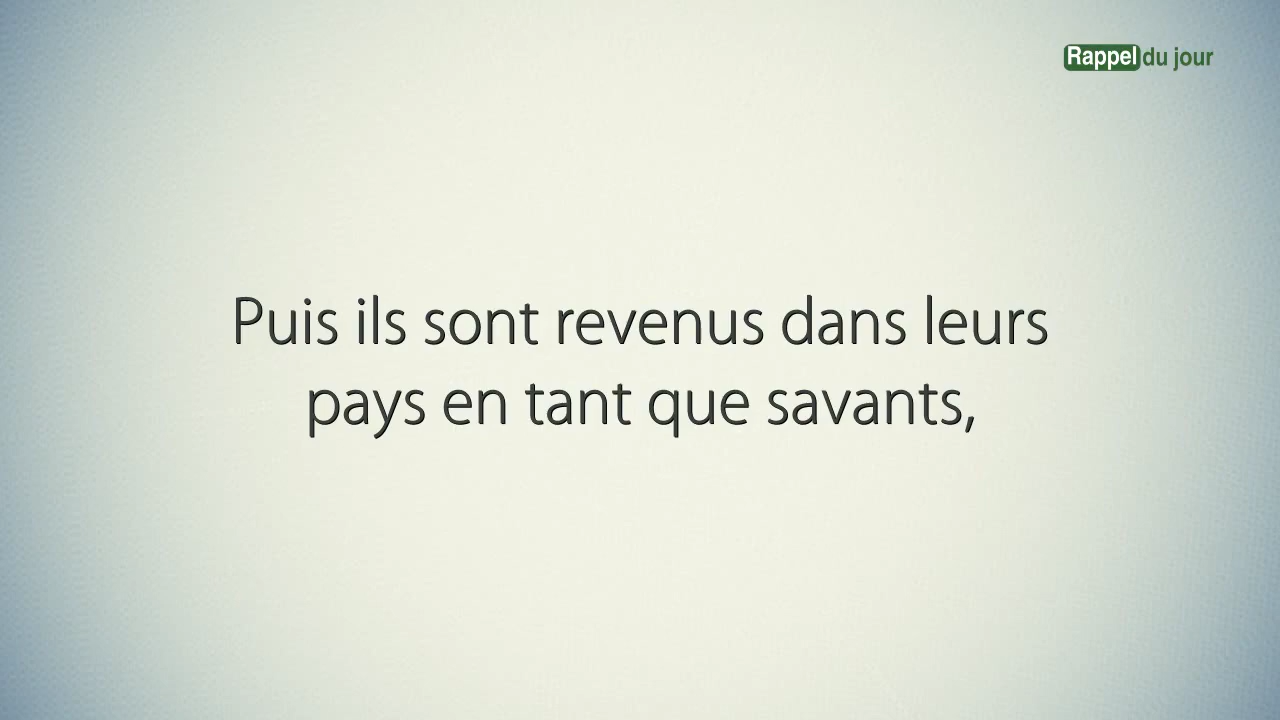 Rappel du jour
Puis ils sont revenus dans leurs
pays en tant que savants,